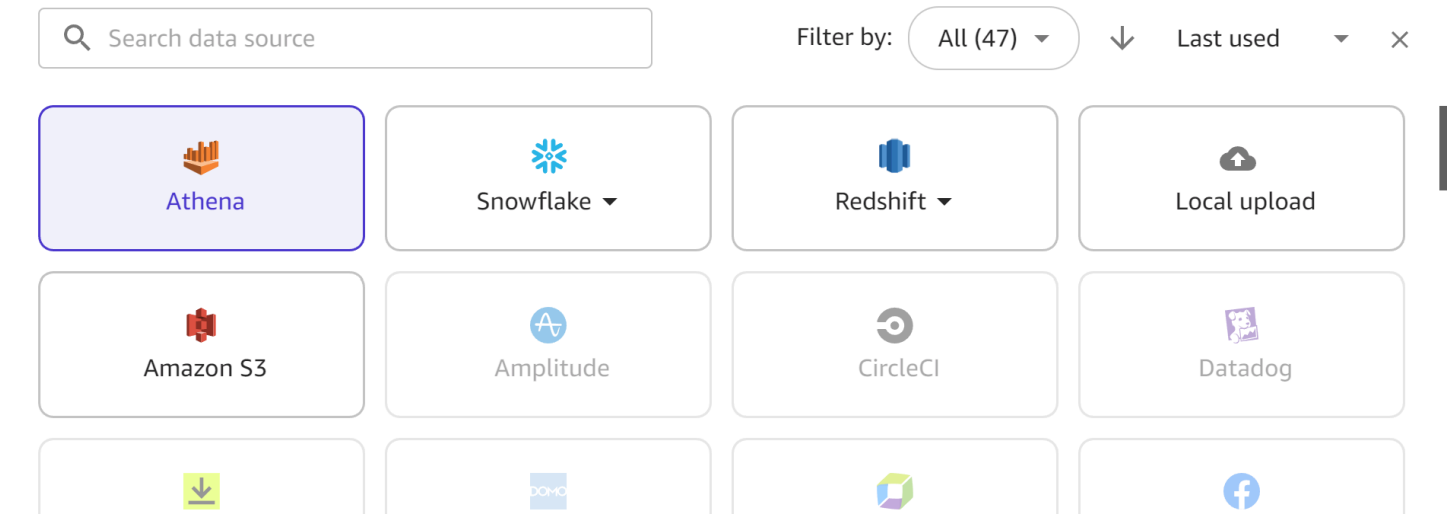 Search data source
Filter by: All (47) Last used
Athena Snowflake Redshift Local upload
Amazon S3 Amplitude CircleCI Datadog
DOMO